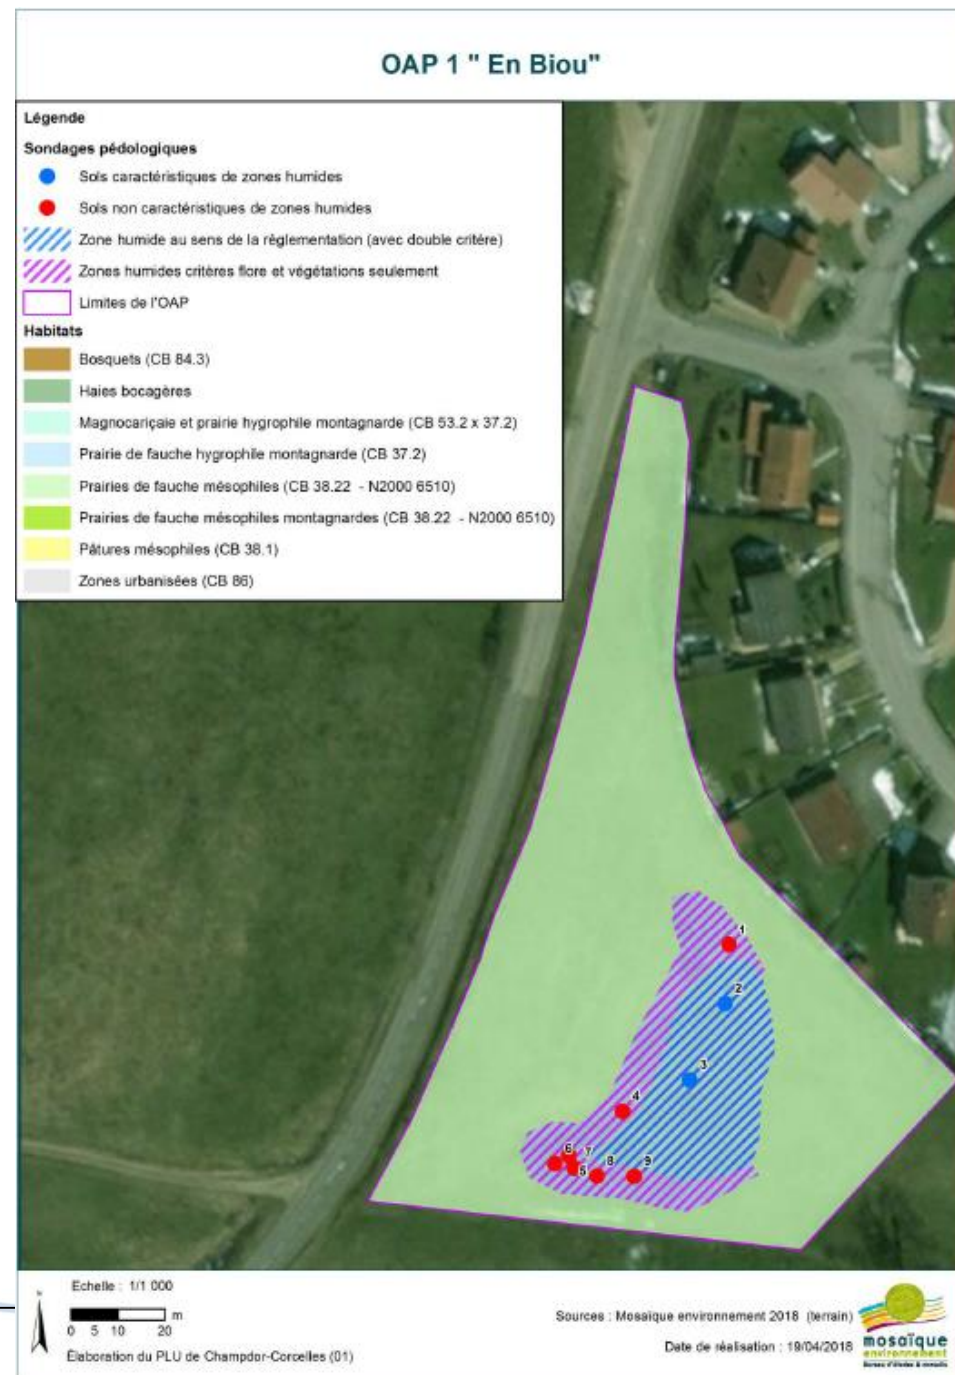 OAP 1 " En Biou"
Légende
Sondages pédologiques
Sols caractéristiques de zones humides
Sols non caractéristiques de zones humides
Zone humide au sens de la règlementation (avec double critère)
Zones humides critères flore et végétations seulement
Limites de l'OAP
Habitats
Bosquets (CB 84.3)
Haies bocagères
Magnocariçaie et prairie hygrophile montagnarde (CB 53.2 x 37.2)
Prairie de fauche hygrophile montagnarde (CB 37.2)
Prairies de fauche mésophiles (CB 38.22 - N2000 6510)
Prairies de fauche mésophiles montagnardes (CB 38.22 - N2000 6510)
Pâtures mésophiles (CB 38.1)
Zones urbanisées (CB 86)
1
2
3
4
6
7
5
8
9
N
Echelle : 1/1 000
m
0 5 10 20
Élaboration du PLU de Champdor-Corcelles (01)
Sources : Mosaïque environnement 2018 (terrain)
Date de réalisation : 19/04/2018
mosaïque
environnement
Bureau d'études & conseils